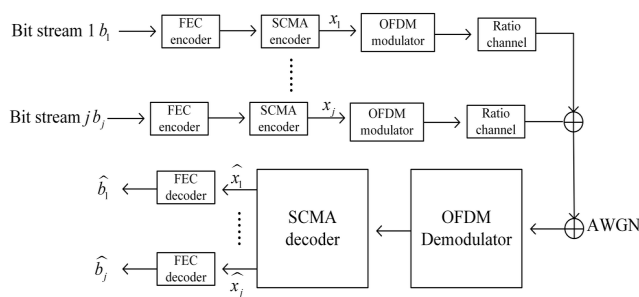 Bit stream 1 b₁
FEC encoder
SCMA encoder
x₁
OFDM modulator
Ratio channel
Bit stream j bⱼ
FEC encoder
SCMA encoder
xⱼ
OFDM modulator
Ratio channel
b̂₁
FEC decoder
x̂₁
SCMA decoder
OFDM Demodulator
AWGN
b̂ⱼ
FEC decoder
x̂ⱼ